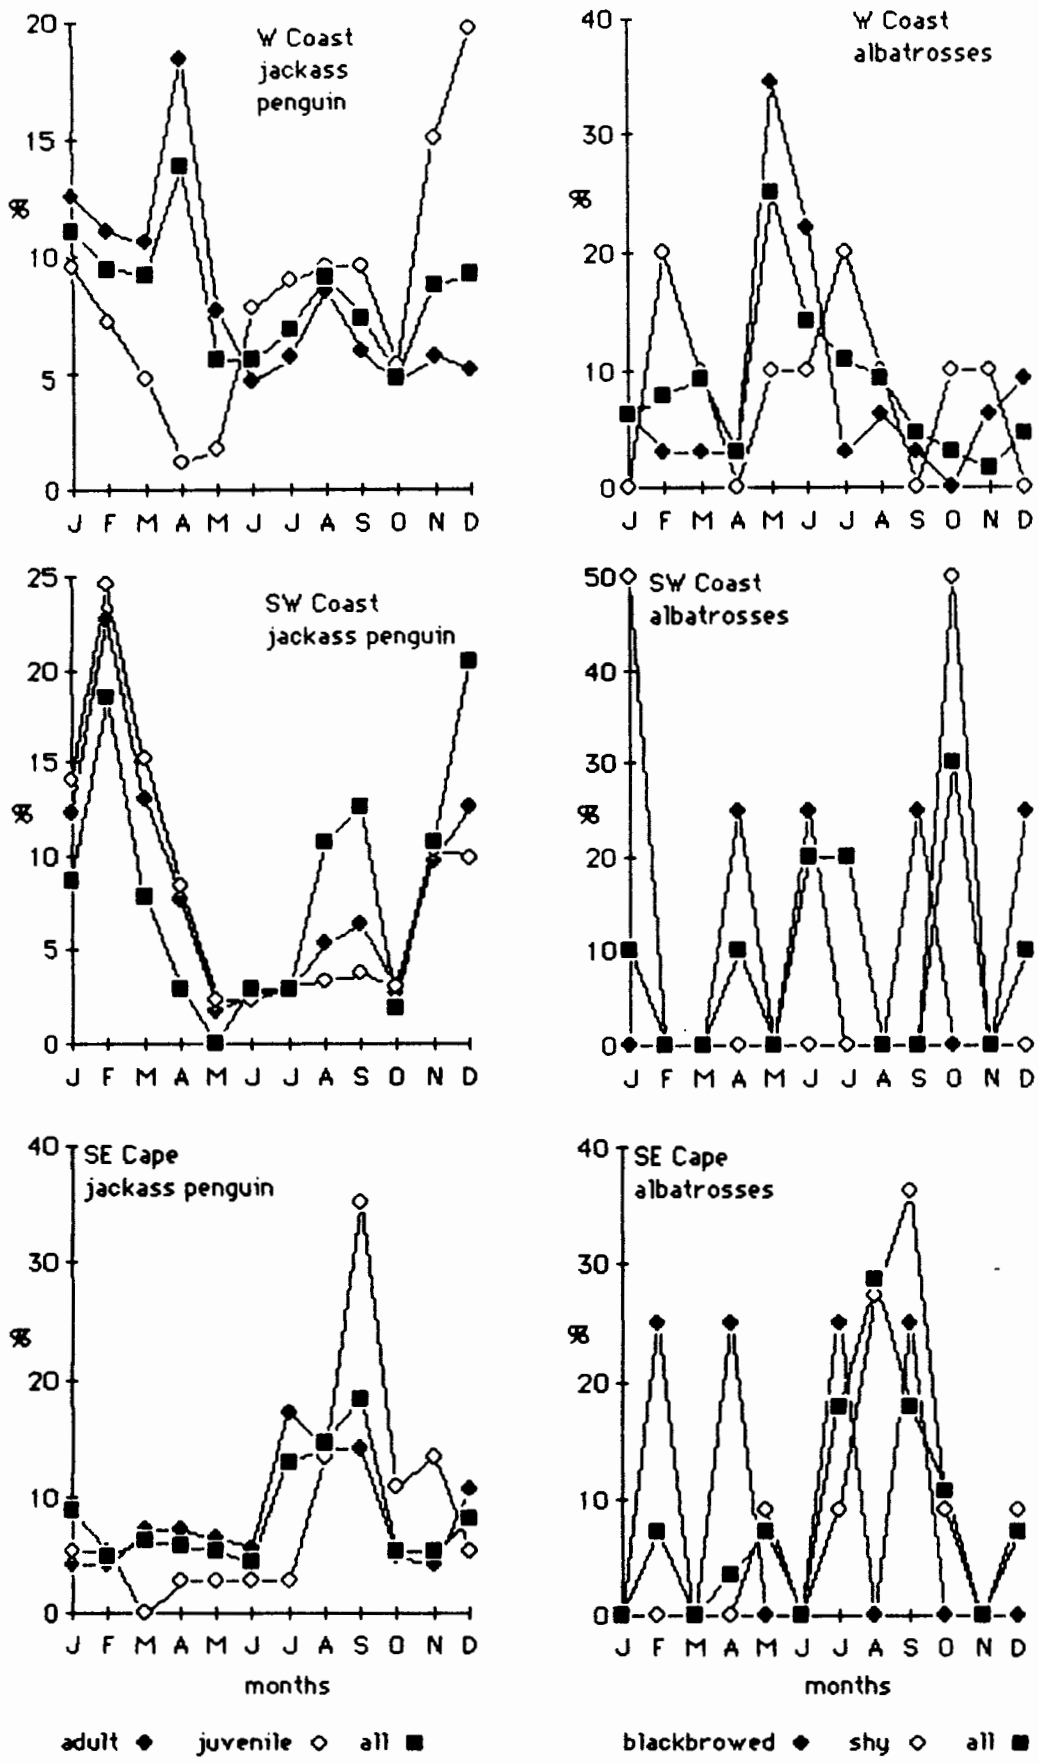 W Coast
jackass
penguin
20
15
%
10
5
0
J F M A M J J A S O N D
W Coast
albatrosses
40
30
%
20
10
0
J F M A M J J A S O N D
SW Coast
jackass penguin
25
20
15
%
10
5
0
J F M A M J J A S O N D
SW Coast
albatrosses
50
40
30
%
20
10
0
J F M A M J J A S O N D
SE Cape
jackass penguin
40
30
%
20
10
0
J F M A M J J A S O N D
months
SE Cape
albatrosses
40
30
%
20
10
0
J F M A M J J A S O N D
months
adult juvenile all
blackbrowed shy all